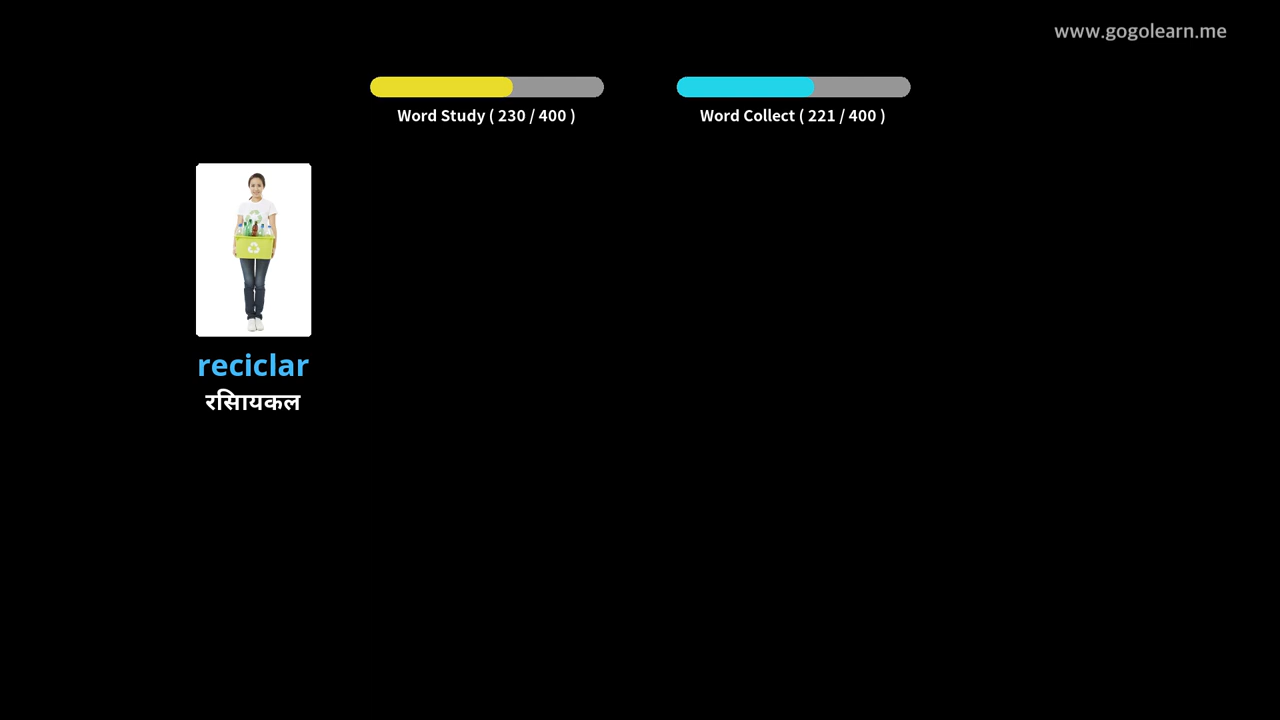 www.gogolearn.me
Word Study ( 230 / 400 )
Word Collect ( 221 / 400 )
reciclar
रसिायकल